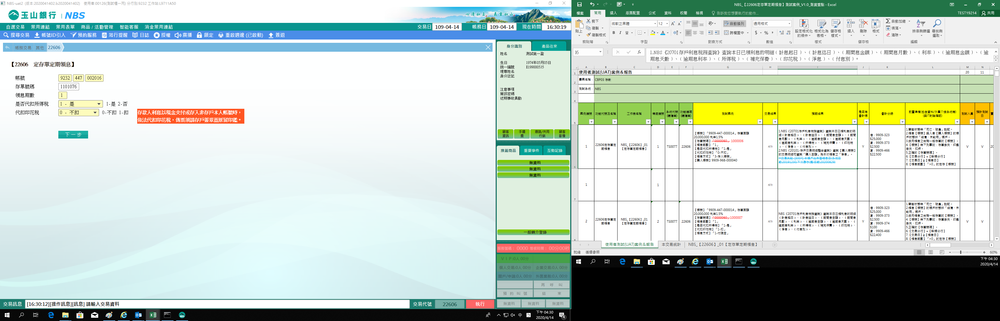 NBS-uat2 (版本:2020041402.b2020041402) 使用者:00126(測試櫃一丙) 分行別:9232 工作站:L9711A50
玉山銀行 | NBS
心清如玉。義重如山。
自選交易 常用連結 常用表單 商品 / 活動管理 智能客服 消金常用連結
交易日 109-04-14 帳務日 109-04-14 現在時間 16:30:19
搜尋交易 帳號ID引入 預約服務 蒞行提醒 日誌 授權 廣播 鎖定 重啟週邊 (已啟動) 簽退
帳務交易 其他 22606
【22606 定存單定期領息】
帳號 9232 447 002016
存單號碼 1101076
領息期數 1
是否代扣所得稅 1 - 是 1-是 2-否
代扣印花稅 0 - 不扣 0-不扣 1-扣
存款人利息以現金支付或存入非存戶本人帳號時,
依法代扣印花稅,傳票須請存戶簽章蓋原留印鑑。
下一步
身分識別 產品往來
姓名 測試施一盈
生日 1974年05月05日
統一編號 E199000535
理專姓名
身分註記
注意事項
簡訊密碼
近期事故異動
顧客資訊 手續費 通路/共同行銷 顧客影像
推薦商品 重要事件 互動記錄
無資料
無資料
無資料
一般轉介登錄
服務號碼: 0000 等候時間: 00分00秒
VIP:0人 00分
個人交易:0人 00分 企業交易:0人 00分
開戶/申請:0人 00分 外匯業務:0人 00分
再 呼 叫
預 約 叫 號 結 束
無資料 無資料 無資料
交易訊息 [16:30:12][操作訊息][訊息] 請輸入交易資料 交易代號 22606 執行
中
下午 04:30
2020/4/14
4
NBS_【22606定存單定期領息】測試案例_V1.0_測資盤點 - Excel
檔案 常用 插入 版面配置 公式 資料 校閱 檢視 告訴我您想要執行的動作... TEST19214 共用
貼上 剪下 複製 複製格式
微軟正黑體 12
B I U
自動換列
跨欄置中
通用格式
$ %
設定格式化的條件 格式化為表格 儲存格樣式
插入 刪除 格式
自動加總 填滿 清除
排序與篩選 尋找與選取
剪貼簿 字型 對齊方式 數值 樣式 儲存格 編輯
I6
fx
1.NBS《20701存戶利息稅務查詢》查詢本日已領利息的明細﹝計息起日﹞、﹝計息迄日﹞、﹝期間息金額﹞、﹝期間息月數﹞、﹝利率﹞、﹝逾期息金額﹞、﹝逾
期息天數﹞、﹝逾期息利率﹞、﹝所得稅﹞、﹝補充保費﹞、﹝印花稅﹞、﹝淨息﹞、﹝付息別﹞。
A B C D E F G H I J K L M N
1 使用者測試(UAT)案例＆報告 20 11
2 專案名稱: CBP03 存款
3 測試系統: NBS
4
5 案例編號 功能代號及名稱 工作表名稱 情境編號 系統代號(續隱藏) 功能編碼(續隱藏) 測試案例 交易結果 預期結果 是否有會計帳 會計分錄 前置準備(包含資料/外圍介接系統等)(與IT討論確認) 測試人員 預計測試日
6
1
22606定存單定期領息
NBS_【22606】_01【定存單定期領息】
1
TS0077
22606
【帳號】「9909-447-000014」存單面額
20,000,000 利率1.5%
【存單號碼】「0000060」 1000006
【領息期數】「1」
【是否代扣所得稅】「1-是」
【代扣印花稅】「0-不扣」
【領息方式】「3-存入帳號」
【轉入帳號】9909-968-000040
成功
1.NBS《20701存戶利息稅務查詢》查詢本日已領利息的明
細﹝計息起日﹞、﹝計息迄日﹞、﹝期間息金額﹞、﹝期間
息月數﹞、﹝利率﹞、﹝逾期息金額﹞、﹝逾期息天數﹞、
﹝逾期息利率﹞、﹝所得稅﹞、﹝補充保費﹞、﹝印花稅
﹞、﹝淨息﹞、﹝付息別﹞。
2.NBS《20101-存戶交易明細整合查詢》查詢【轉入帳號】
的交易明細可查詢「轉入金額」為本次領息之「淨息」。
Y
借:9909-323
$25,000
貸:9909-373
$2,500
貸:9909-466
$22,500
1.顧客狀態無「死亡、破產」註記。
2.領息【帳號】與入息【轉入帳號】的帳
戶狀態非「結清、未啟用」帳戶。
3.按月領息之台幣一般存單的【帳號】。
4.【帳號】無下列事故:存單掛失、印鑑
掛失、扣押。
5.正確的【存單號碼】。
6.【交易分行】=【設帳分行】
7.【交易日】≧【領息日】
8.【領息期數】「>0」的定存【帳號】
V V
7
1 1 成功
2
22606定存單定期領息
NBS_【22606】_01【定存單定期領息】
2
TS0077
22606
【帳號】「9909-447-000014」存單面額
20,000,000 利率1.5%
【存單號碼】「0000060」1000007
【領息期數】「1」
【是否代扣所得稅】「1-是」
【代扣印花稅】「1-扣」
【領息方式】「1-付現金」
成功
NBS《20701存戶利息稅務查詢》查詢本日已領利息的明細
﹝計息起日﹞、﹝計息迄日﹞、﹝期間息金額﹞、﹝期間息
月數﹞、﹝利率﹞、﹝逾期息金額﹞、﹝逾期息天數﹞、﹝
逾期息利率﹞、﹝所得稅﹞、﹝補充保費﹞、﹝印花稅﹞、
﹝淨息﹞、﹝付息別﹞。
Y
借:9909-323
$25,000
貸:9909-373
$2,500
貸:9909-374
$100
貸:9909-466
$22,400
1.顧客狀態無「死亡、破產」註記。
2.領息【帳號】的帳戶狀態非「結清、未
啟用」帳戶。
3.按月領息之台幣一般存單的【帳號】。
4.【帳號】無下列事故:存單掛失、印鑑
掛失、扣押。
5.正確的【存單號碼】。
6.【交易分行】=【設帳分行】
7.【交易日】≧【領息日】
8.【領息期數】「>0」的定存【帳號】
V V
8
使用者測試(UAT)案例＆報告 本交易統計 NBS_【22606】_01【定存單定期領息】
就緒 循環參照 60%
下午 04:30
2020/4/14